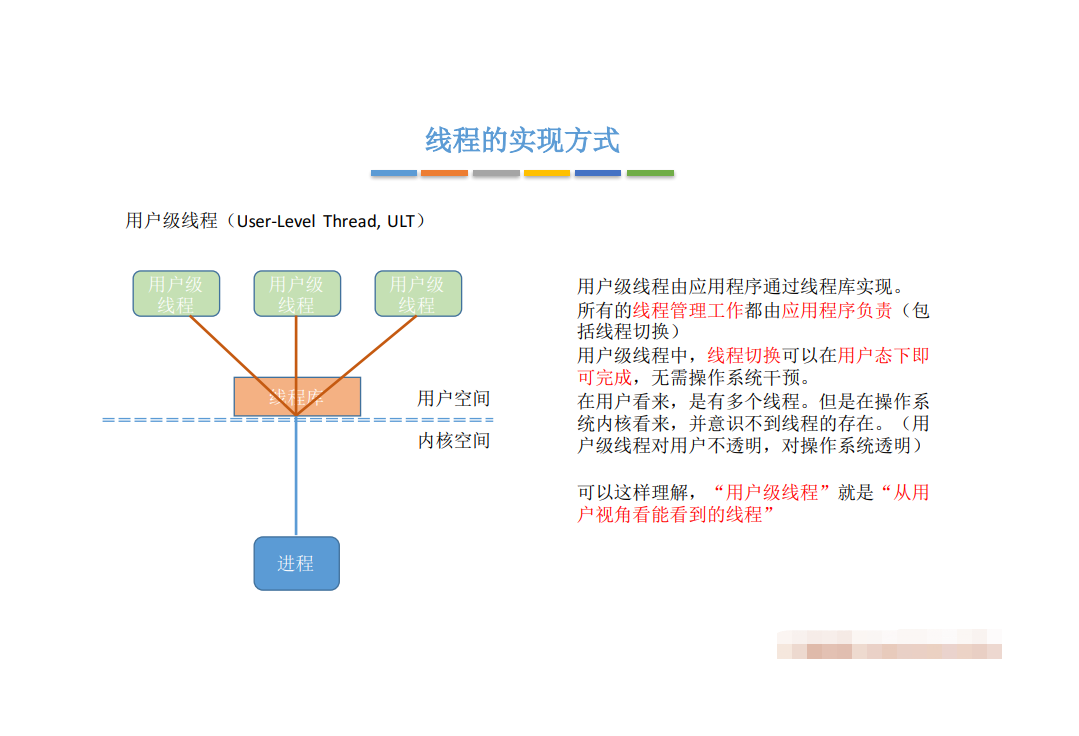 线程的实现方式
用户级线程（User-Level Thread, ULT）
用户级
线程
用户级
线程
用户级
线程
线程库
用户空间
内核空间
进程
用户级线程由应用程序通过线程库实现。
所有的线程管理工作都由应用程序负责（包
括线程切换）
用户级线程中，线程切换可以在用户态下即
可完成，无需操作系统干预。
在用户看来，是有多个线程。但是在操作系
统内核看来，并意识不到线程的存在。（用
户级线程对用户不透明，对操作系统透明）
可以这样理解，“用户级线程”就是“从用
户视角看能看到的线程”